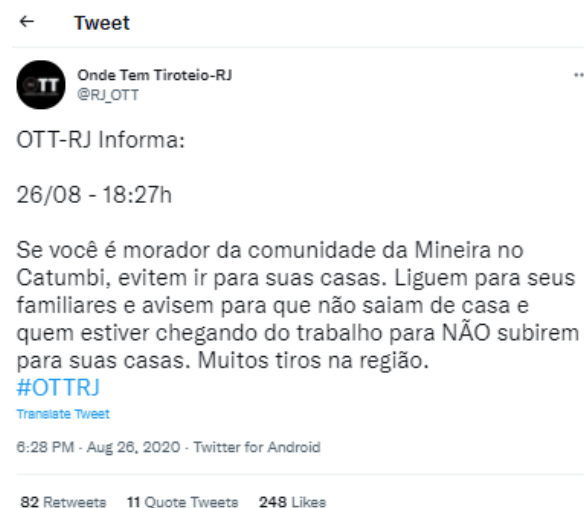 ← Tweet
OTT
Onde Tem Tiroteio-RJ
@RJ_OTT
OTT-RJ Informa:
26/08 - 18:27h
Se você é morador da comunidade da Mineira no
Catumbi, evitem ir para suas casas. Liguem para seus
familiares e avisem para que não saiam de casa e
quem estiver chegando do trabalho para NÃO subirem
para suas casas. Muitos tiros na região.
#OTTRJ
Translate Tweet
6:28 PM · Aug 26, 2020 · Twitter for Android
82 Retweets 11 Quote Tweets 248 Likes